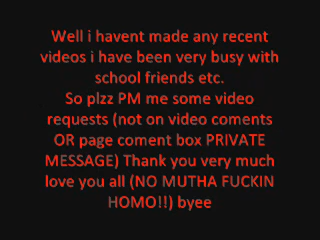 Well i havent made any recent
videos i have been very busy with
school friends etc.
So plzz PM me some video
requests (not on video coments
OR page coment box PRIVATE
MESSAGE) Thank you very much
love you all (NO MUTHA FUCKIN
HOMO!!) byee